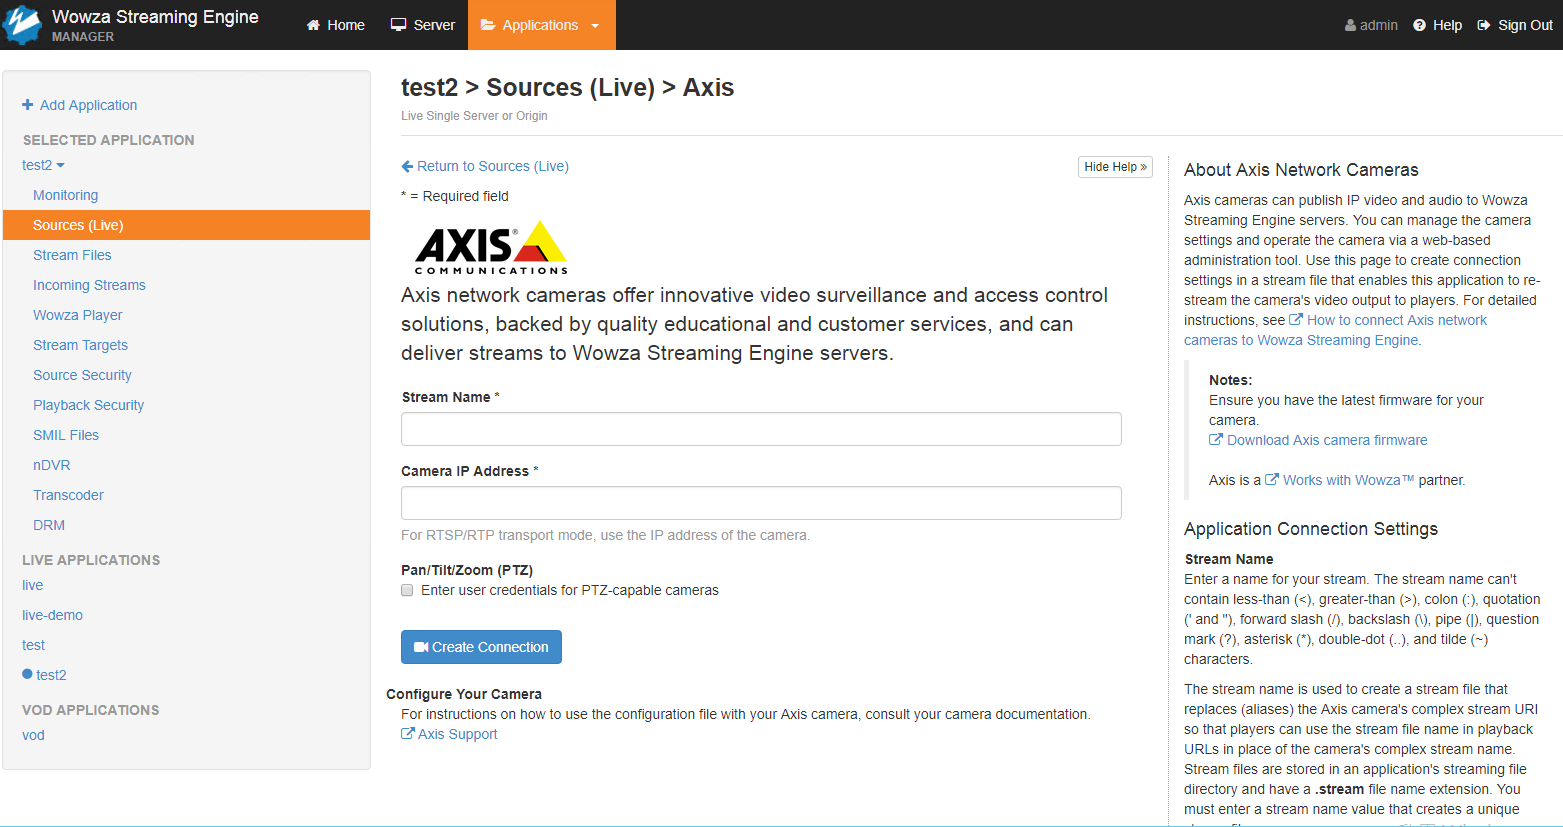 Wowza Streaming Engine
MANAGER
Home
Server
Applications
admin
Help
Sign Out
Add Application
SELECTED APPLICATION
test2
Monitoring
Sources (Live)
Stream Files
Incoming Streams
Wowza Player
Stream Targets
Source Security
Playback Security
SMIL Files
nDVR
Transcoder
DRM
LIVE APPLICATIONS
live
live-demo
test
test2
VOD APPLICATIONS
vod
test2 > Sources (Live) > Axis
Live Single Server or Origin
Return to Sources (Live)
Hide Help »
* = Required field
AXIS®
COMMUNICATIONS
Axis network cameras offer innovative video surveillance and access control
solutions, backed by quality educational and customer services, and can
deliver streams to Wowza Streaming Engine servers.
Stream Name *
Camera IP Address *
For RTSP/RTP transport mode, use the IP address of the camera.
Pan/Tilt/Zoom (PTZ)
Enter user credentials for PTZ-capable cameras
Create Connection
Configure Your Camera
For instructions on how to use the configuration file with your Axis camera, consult your camera documentation.
Axis Support
About Axis Network Cameras
Axis cameras can publish IP video and audio to Wowza
Streaming Engine servers. You can manage the camera
settings and operate the camera via a web-based
administration tool. Use this page to create connection
settings in a stream file that enables this application to re-
stream the camera's video output to players. For detailed
instructions, see How to connect Axis network
cameras to Wowza Streaming Engine.
Notes:
Ensure you have the latest firmware for your
camera.
Download Axis camera firmware
Axis is a Works with Wowza™ partner.
Application Connection Settings
Stream Name
Enter a name for your stream. The stream name can't
contain less-than (<), greater-than (>), colon (:), quotation
(' and "), forward slash (/), backslash (\), pipe (|), question
mark (?), asterisk (*), double-dot (..), and tilde (~)
characters.
The stream name is used to create a stream file that
replaces (aliases) the Axis camera's complex stream URI
so that players can use the stream file name in playback
URLs in place of the camera's complex stream name.
Stream files are stored in an application's streaming file
directory and have a .stream file name extension. You
must enter a stream name value that creates a unique